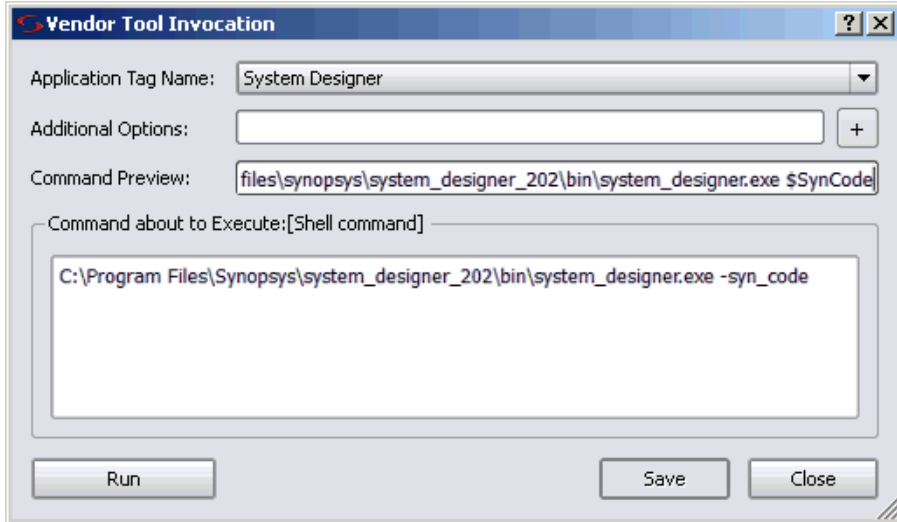 Vendor Tool Invocation
Application Tag Name: System Designer
Additional Options: +
Command Preview: files\synopsys\system_designer_202\bin\system_designer.exe $SynCode
Command about to Execute:[Shell command]
C:\Program Files\Synopsys\system_designer_202\bin\system_designer.exe -syn_code
Run Save Close